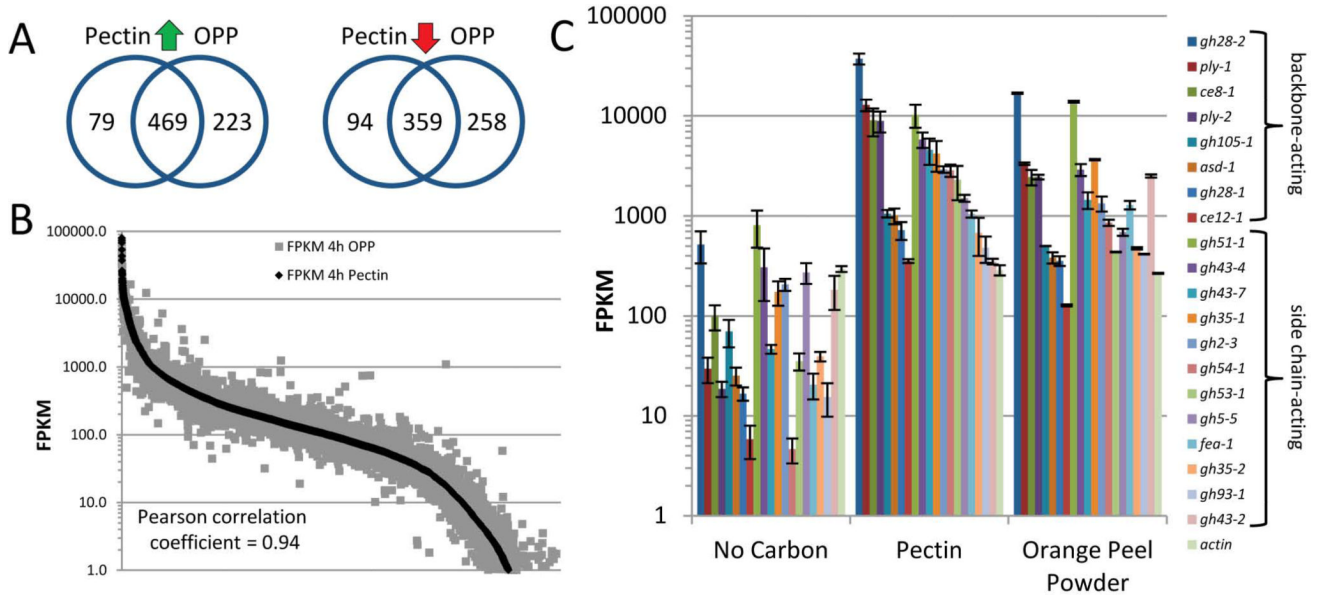 A
Pectin OPP
79 469 223
Pectin OPP
94 359 258
B
FPKM
100000.0
10000.0
1000.0
100.0
10.0
1.0
FPKM 4h OPP
FPKM 4h Pectin
Pearson correlation
coefficient = 0.94
C
FPKM
100000
10000
1000
100
10
1
No Carbon
Pectin
Orange Peel
Powder
gh28-2
ply-1
ce8-1
ply-2
gh105-1
asd-1
gh28-1
ce12-1
gh51-1
gh43-4
gh43-7
gh35-1
gh2-3
gh54-1
gh53-1
gh5-5
fea-1
gh35-2
gh93-1
gh43-2
actin
backbone-acting
side chain-acting